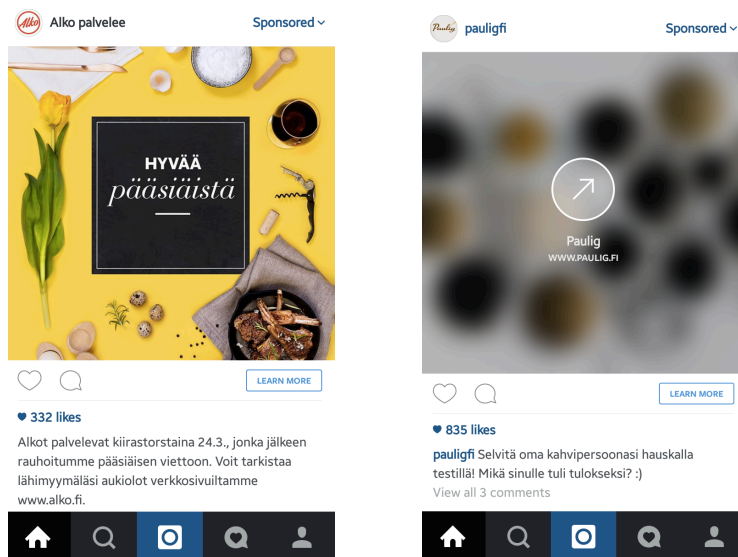 Alko
Alko palvelee
Sponsored
HYVÄÄ
pääsiäistä
LEARN MORE
332 likes
Alkot palvelevat kiirastorstaina 24.3., jonka jälkeen
rauhoitumme pääsiäisen viettoon. Voit tarkistaa
lähimyymäläsi aukiolot verkkosivuiltamme
www.alko.fi.
Paulig
pauligfi
Sponsored
Paulig
WWW.PAULIG.FI
LEARN MORE
835 likes
pauligfi Selvitä oma kahvipersoonasi hauskalla
testillä! Mikä sinulle tuli tulokseksi? :)
View all 3 comments